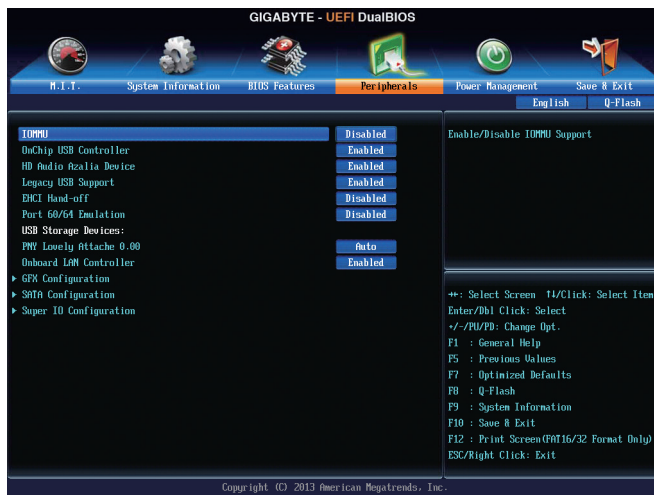 GIGABYTE - UEFI DualBIOS
M.I.T. System Information BIOS Features Peripherals Power Management Save & Exit
English Q-Flash
IOMMU Disabled
OnChip USB Controller Enabled
HD Audio Azalia Device Enabled
Legacy USB Support Enabled
EHCI Hand-off Disabled
Port 60/64 Emulation Disabled
USB Storage Devices:
PNY Lovely Attache 0.00 Auto
Onboard LAN Controller Enabled
GFX Configuration
SATA Configuration
Super IO Configuration
Enable/Disable IOMMU Support
→←: Select Screen ↑↓/Click: Select Item
Enter/Dbl Click: Select
+/-/PU/PD: Change Opt.
F1 : General Help
F5 : Previous Values
F7 : Optimized Defaults
F8 : Q-Flash
F9 : System Information
F10 : Save & Exit
F12 : Print Screen(FAT16/32 Format Only)
ESC/Right Click: Exit
Copyright (C) 2013 American Megatrends, Inc.